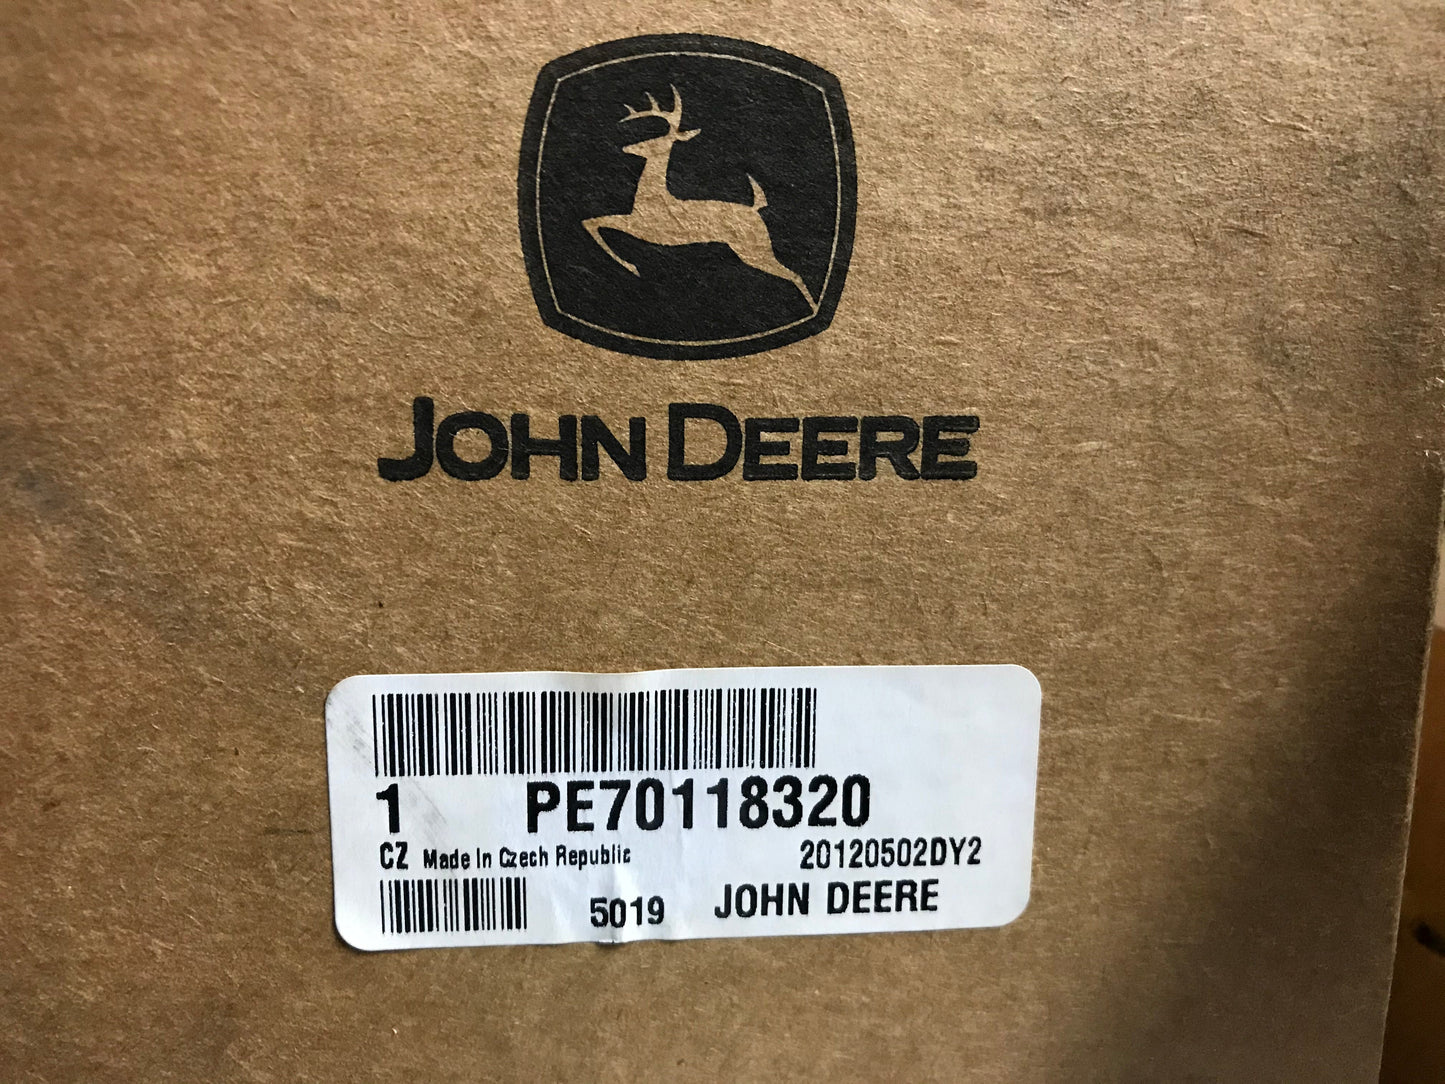 JOHN DEERE
1 PE70118320
CZ Made In Czech Republic 20120502DY2
5019 JOHN DEERE